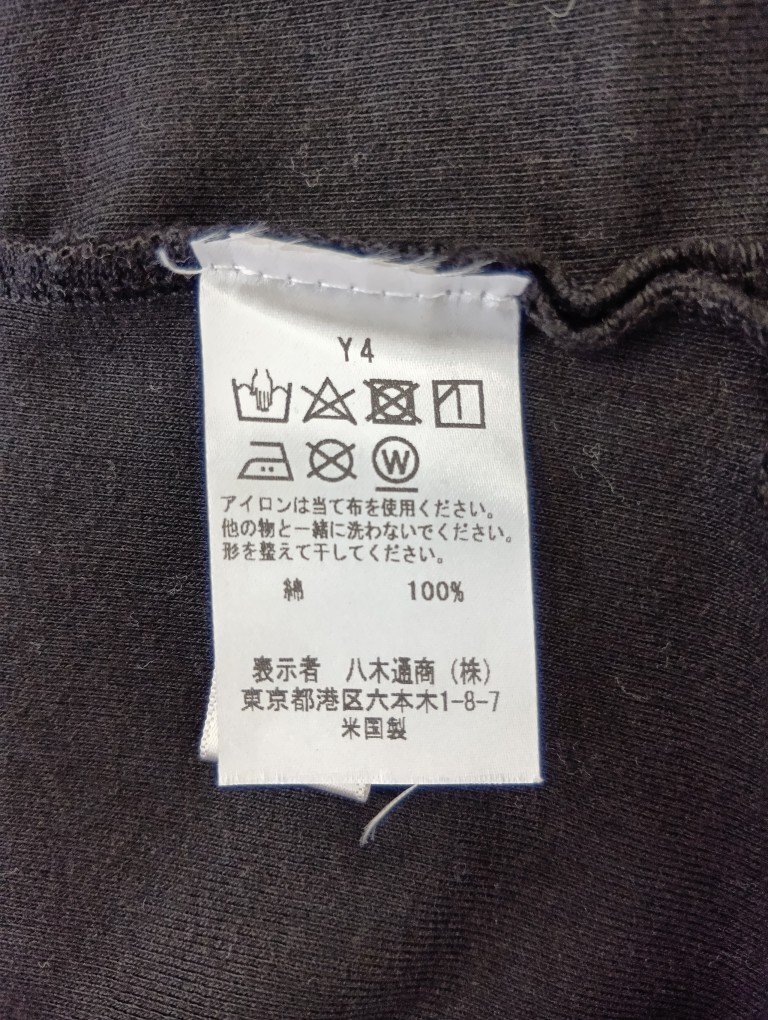 Y4
W
アイロンは当て布を使用ください。
他の物と一緒に洗わないでください。
形を整えて干してください。
綿 100%
表示者 八木通商(株)
東京都港区六本木1-8-7
米国製